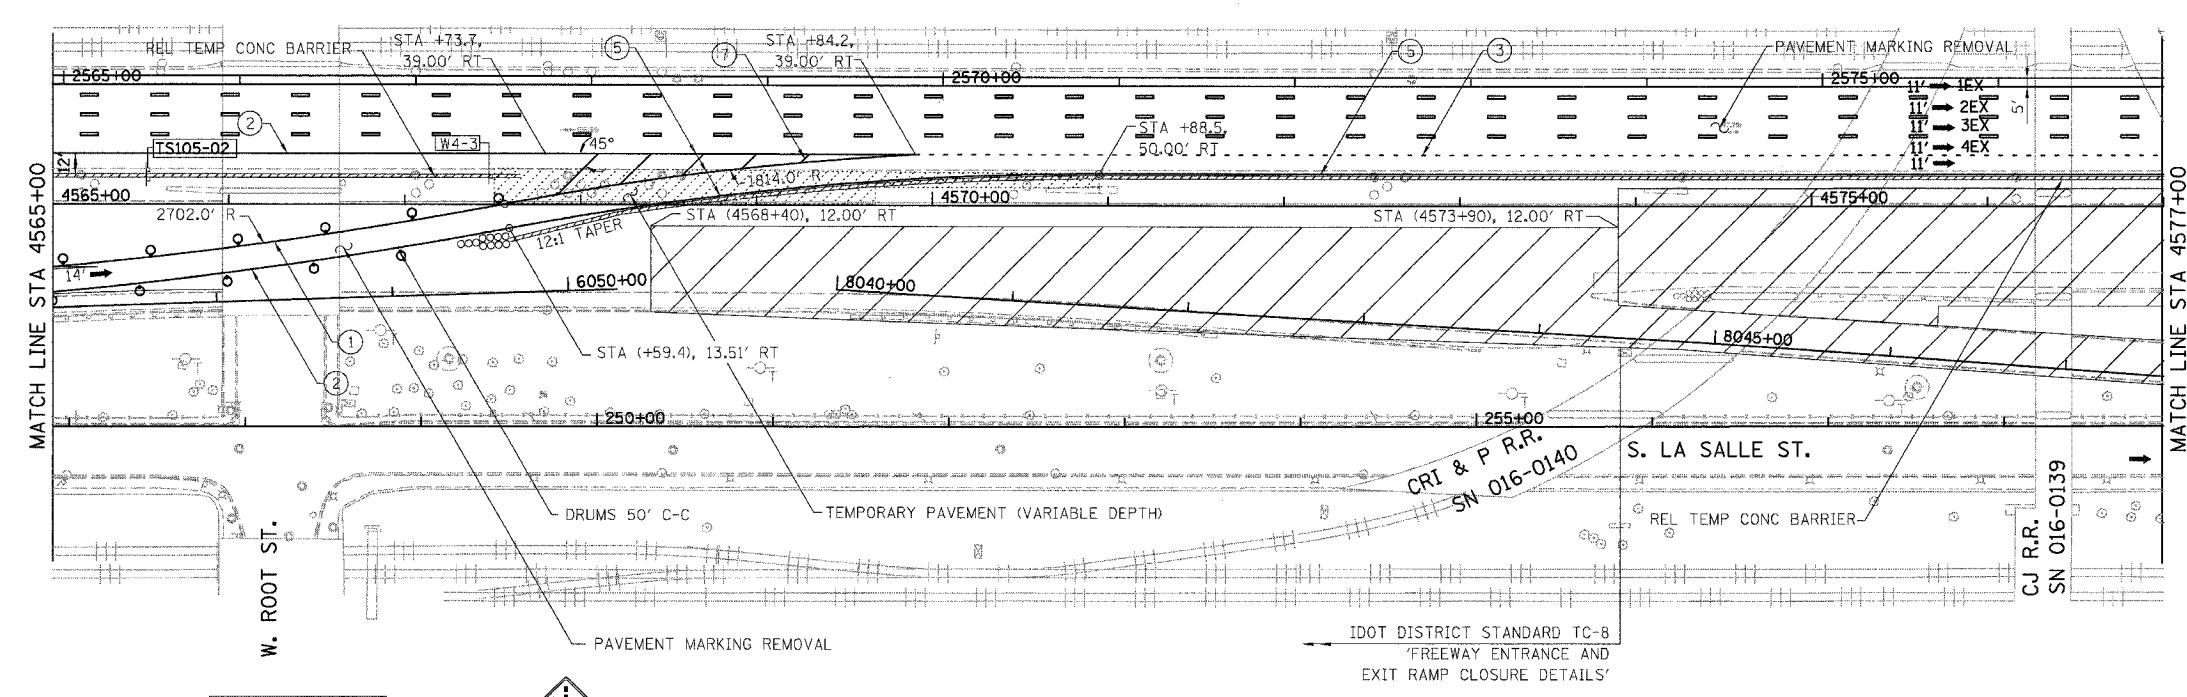 REL TEMP CONC BARRIER
STA +73.7,
39.00' RT
5
7
STA +84.2,
39.00' RT
5
3
PAVEMENT MARKING REMOVAL
2565+00
2570+00
2575+00
11' 1EX
11' 2EX
11' 3EX
11' 4EX
11'
5'
2
TS105-02
W4-3
45°
STA +88.5,
50.00' RT
12'
1814.0' R
4565+00
4570+00
4575+00
2702.0' R
STA (4568+40), 12.00' RT
STA (4573+90), 12.00' RT
12:1 TAPER
14'
6050+00
8040+00
8045+00
1
2
STA (+59.4), 13.51' RT
250+00
255+00
MATCH LINE STA 4565+00
MATCH LINE STA 4577+00
CRI & P R.R.
SN 016-0140
S. LA SALLE ST.
DRUMS 50' C-C
TEMPORARY PAVEMENT (VARIABLE DEPTH)
REL TEMP CONC BARRIER
W. ROOT ST.
CJ R.R.
SN 016-0139
PAVEMENT MARKING REMOVAL
IDOT DISTRICT STANDARD TC-8
'FREEWAY ENTRANCE AND
EXIT RAMP CLOSURE DETAILS'